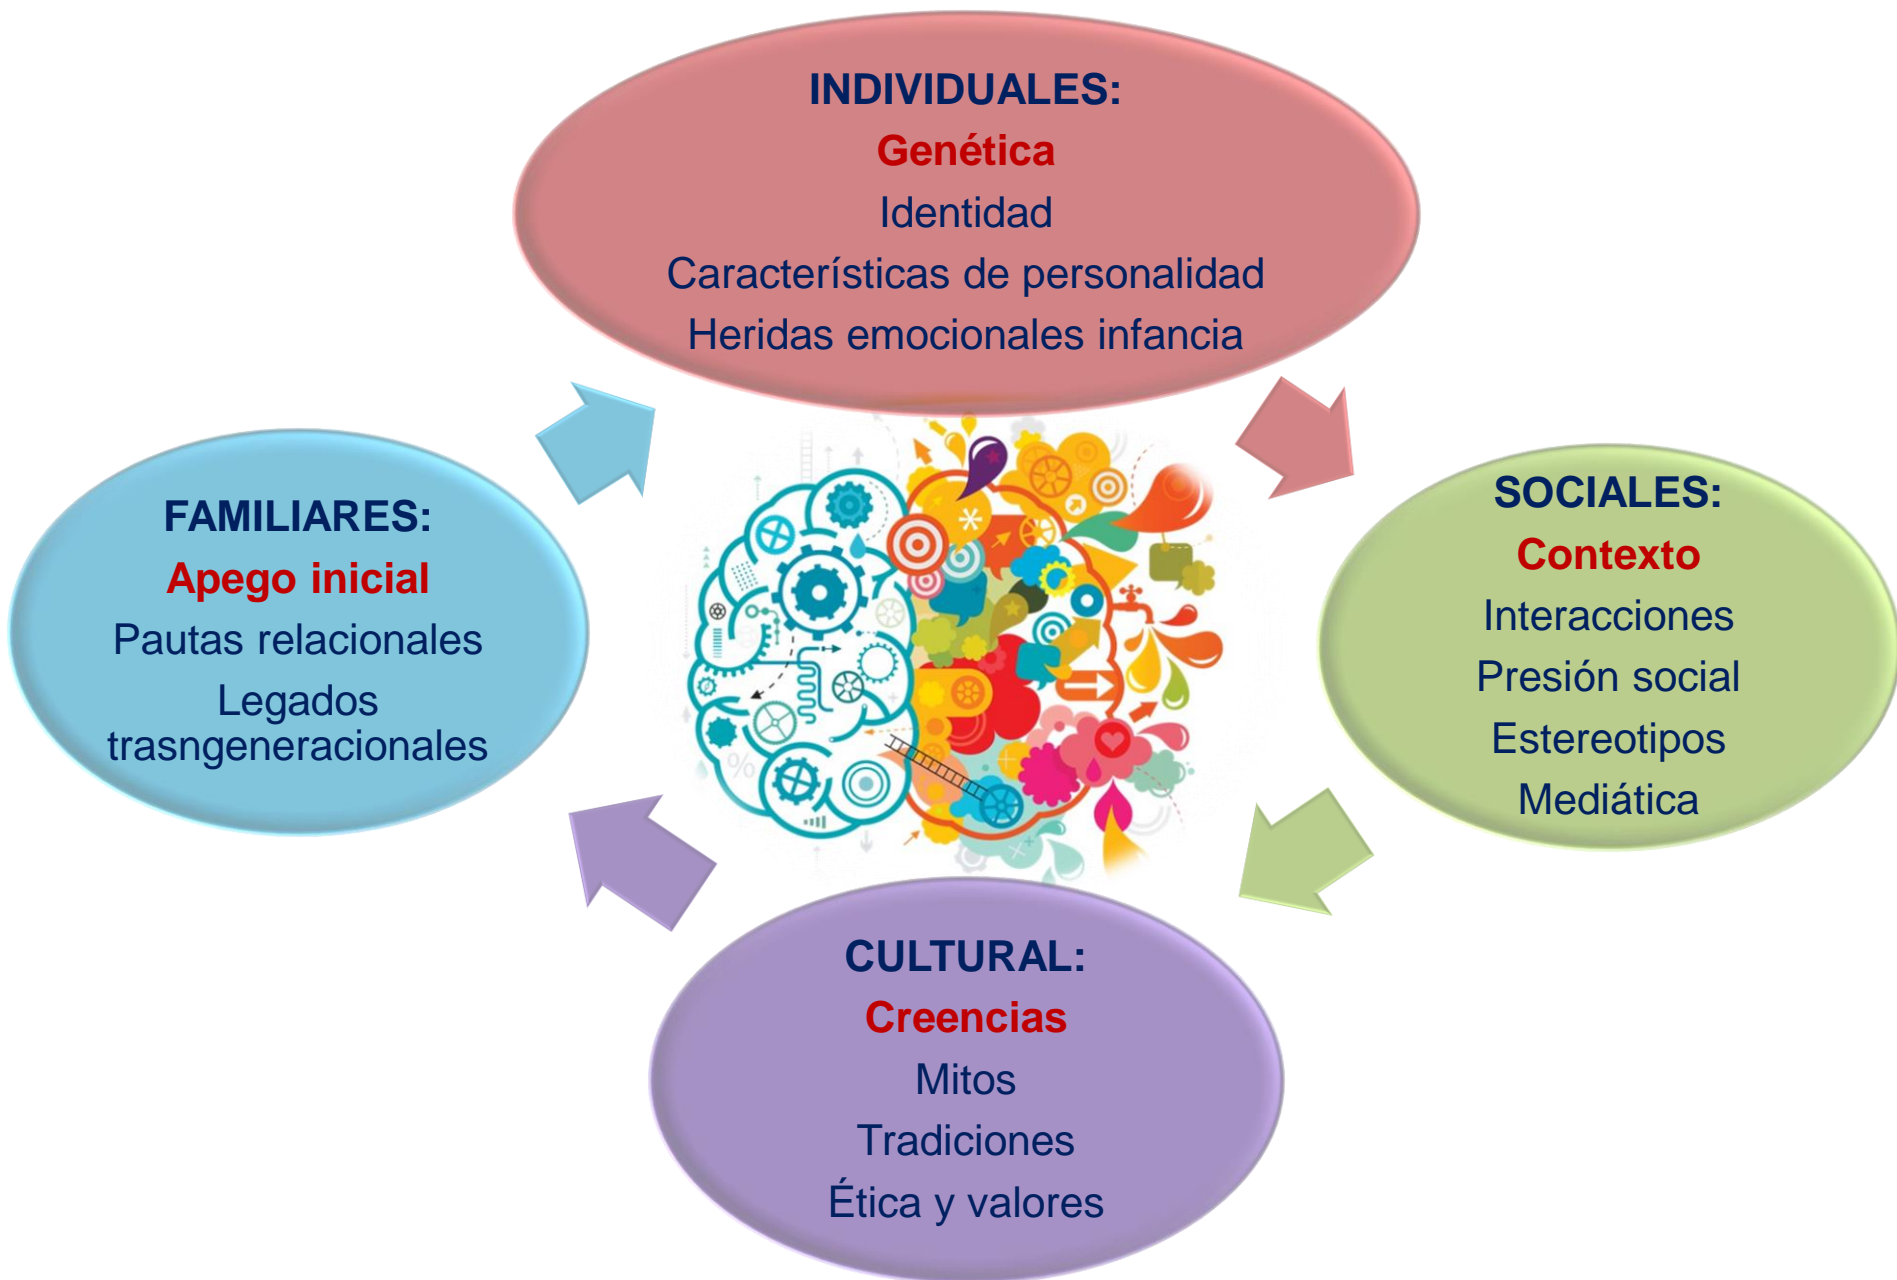 INDIVIDUALES:
Genética
Identidad
Características de personalidad
Heridas emocionales infancia
FAMILIARES:
Apego inicial
Pautas relacionales
Legados
trasngeneracionales
SOCIALES:
Contexto
Interacciones
Presión social
Estereotipos
Mediática
CULTURAL:
Creencias
Mitos
Tradiciones
Ética y valores